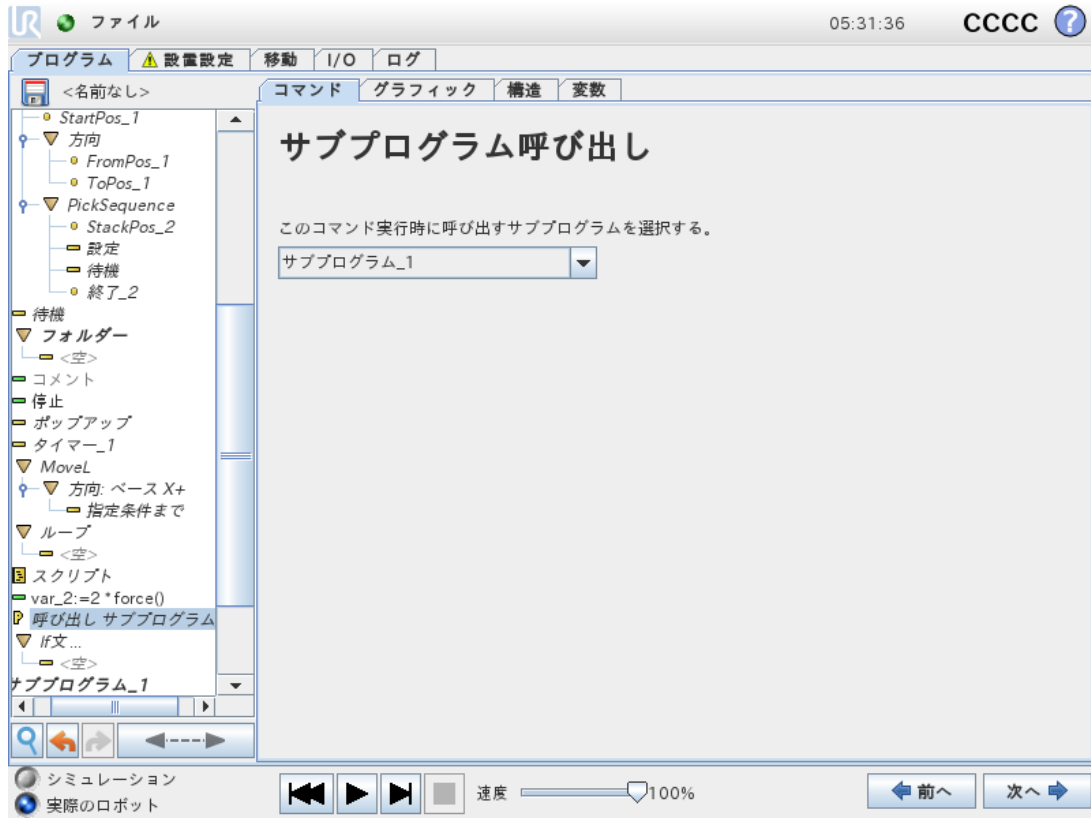 UR ファイル 05:31:36 CCCC ?
プログラム 設置設定 移動 I/O ログ
<名前なし>
コマンド グラフィック 構造 変数
StartPos_1
方向
FromPos_1
ToPos_1
PickSequence
StackPos_2
設定
待機
終了_2
待機
フォルダー
<空>
コメント
停止
ポップアップ
タイマー_1
MoveL
方向: ベース X+
指定条件まで
ループ
<空>
スクリプト
var_2:=2 * force()
P 呼び出し サブプログラム
If文 ...
<空>
サブプログラム_1
サブプログラム呼び出し
このコマンド実行時に呼び出すサブプログラムを選択する。
サブプログラム_1
シミュレーション
実際のロボット
速度 100%
前へ 次へ